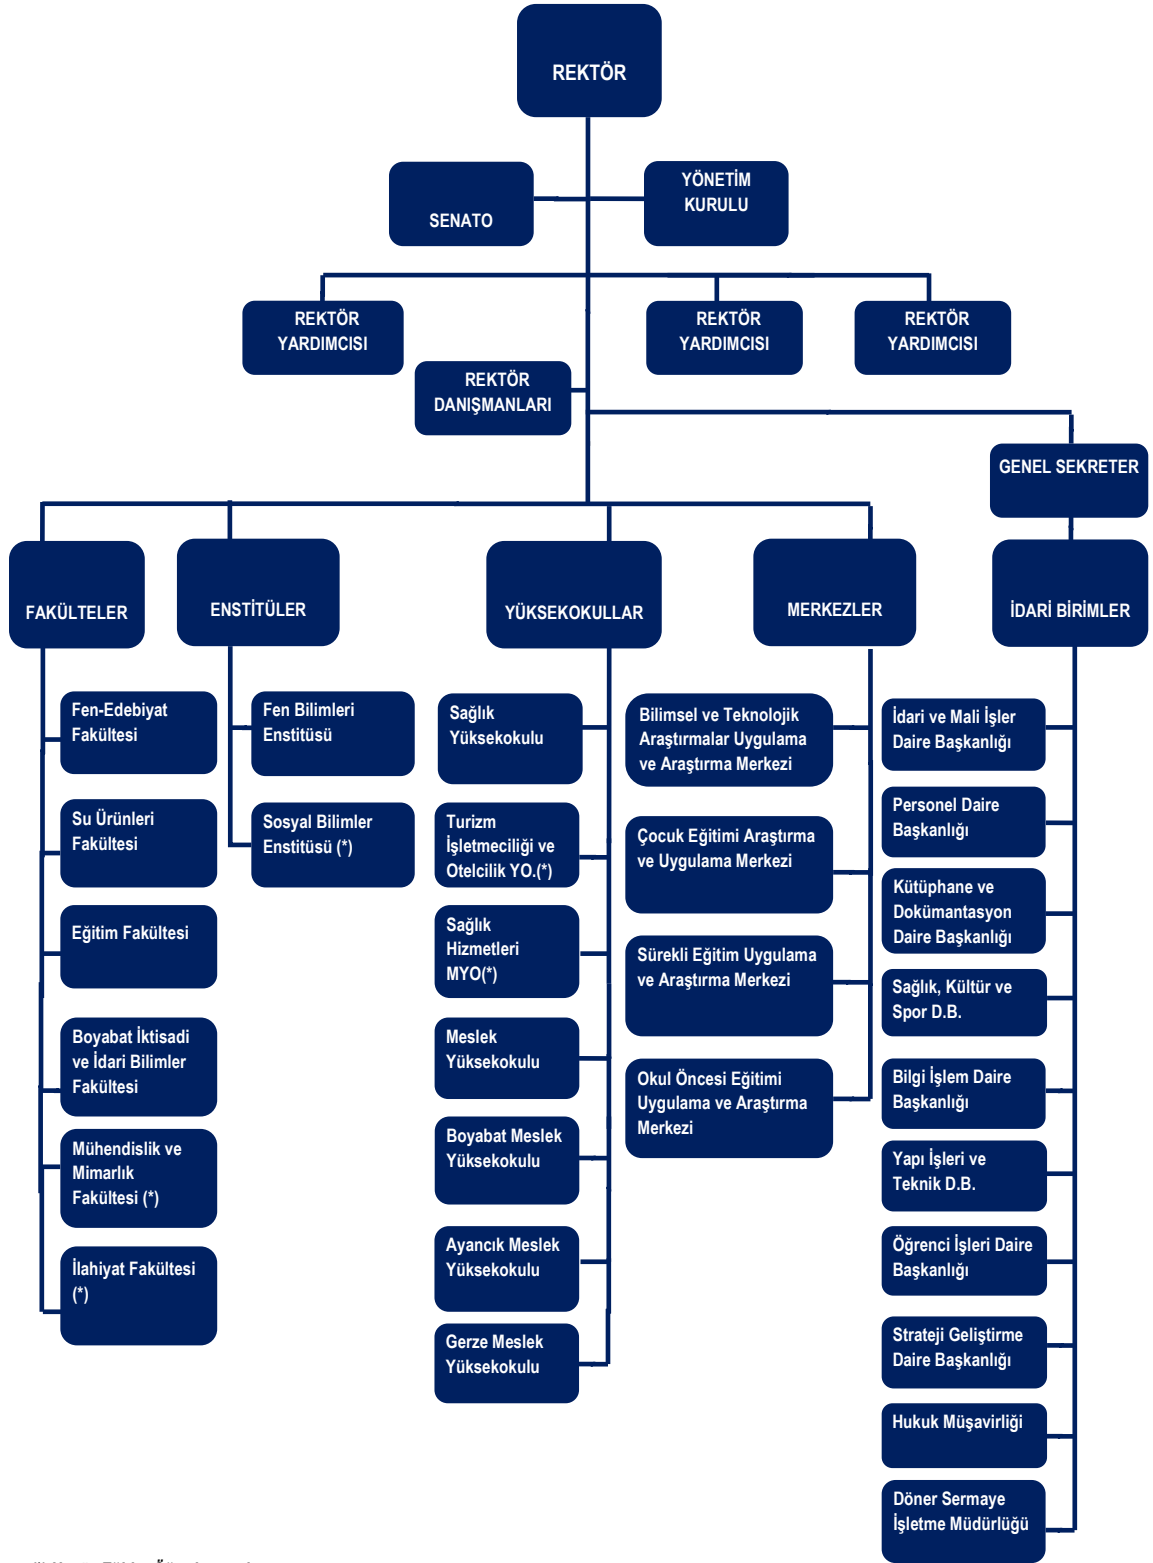 REKTÖR
SENATO
YÖNETİM
KURULU
REKTÖR
YARDIMCISI
REKTÖR
YARDIMCISI
REKTÖR
YARDIMCISI
REKTÖR
DANIŞMANLARI
GENEL SEKRETER
FAKÜLTELER
ENSTİTÜLER
YÜKSEKOKULLAR
MERKEZLER
İDARİ BİRİMLER
Fen-Edebiyat
Fakültesi
Su Ürünleri
Fakültesi
Eğitim Fakültesi
Boyabat İktisadi
ve İdari Bilimler
Fakültesi
Mühendislik ve
Mimarlık
Fakültesi (*)
İlahiyat Fakültesi
(*)
Fen Bilimleri
Enstitüsü
Sosyal Bilimler
Enstitüsü (*)
Sağlık
Yüksekokulu
Turizm
İşletmeciliği ve
Otelcilik YO.(*)
Sağlık
Hizmetleri
MYO(*)
Meslek
Yüksekokulu
Boyabat Meslek
Yüksekokulu
Ayancık Meslek
Yüksekokulu
Gerze Meslek
Yüksekokulu
Bilimsel ve Teknolojik
Araştırmalar Uygulama
ve Araştırma Merkezi
Çocuk Eğitimi Araştırma
ve Uygulama Merkezi
Sürekli Eğitim Uygulama
ve Araştırma Merkezi
Okul Öncesi Eğitimi
Uygulama ve Araştırma
Merkezi
İdari ve Mali İşler
Daire Başkanlığı
Personel Daire
Başkanlığı
Kütüphane ve
Dokümantasyon
Daire Başkanlığı
Sağlık, Kültür ve
Spor D.B.
Bilgi İşlem Daire
Başkanlığı
Yapı İşleri ve
Teknik D.B.
Öğrenci İşleri Daire
Başkanlığı
Strateji Geliştirme
Daire Başkanlığı
Hukuk Müşavirliği
Döner Sermaye
İşletme Müdürlüğü